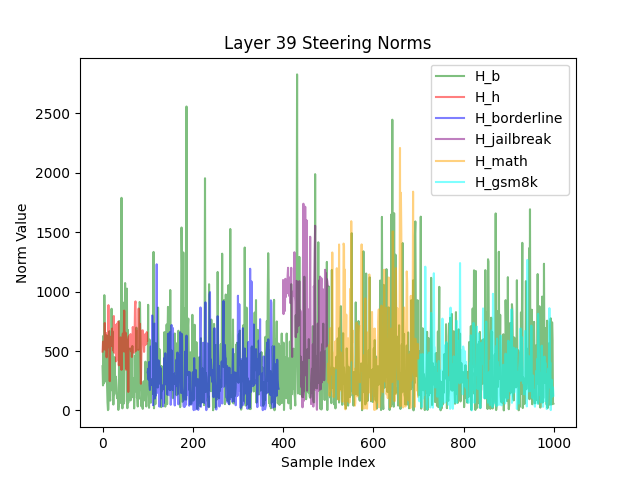 Layer 39 Steering Norms
H_b
H_h
H_borderline
H_jailbreak
H_math
H_gsm8k
2500
2000
1500
1000
500
0
Norm Value
0 200 400 600 800 1000
Sample Index